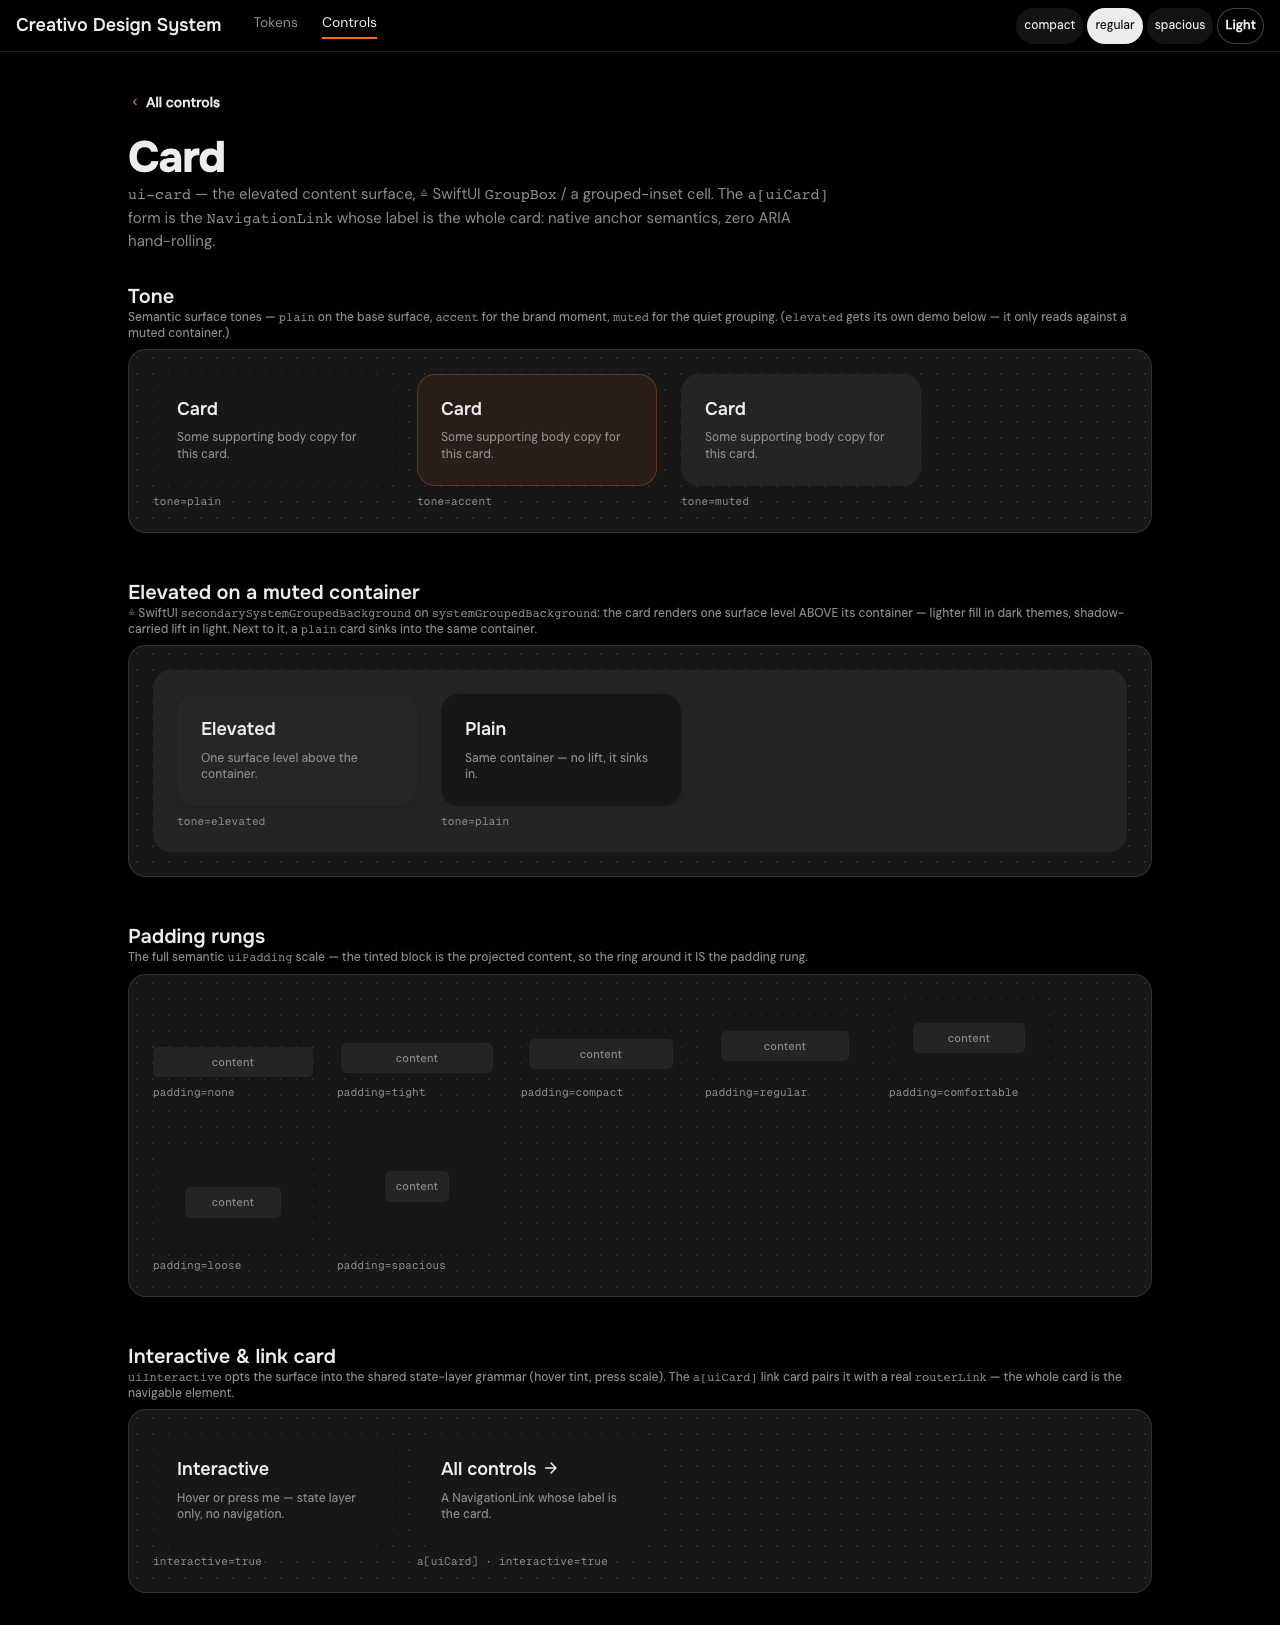 Creativo Design System
Tokens
Controls
compact
regular
spacious
Light
‹ All controls
Card
ui-card — the elevated content surface, ≙ SwiftUI GroupBox / a grouped-inset cell. The a[uiCard]
form is the NavigationLink whose label is the whole card: native anchor semantics, zero ARIA
hand-rolling.
Tone
Semantic surface tones — plain on the base surface, accent for the brand moment, muted for the quiet grouping. (elevated gets its own demo below — it only reads against a
muted container.)
Card
Some supporting body copy for
this card.
tone=plain
Card
Some supporting body copy for
this card.
tone=accent
Card
Some supporting body copy for
this card.
tone=muted
Elevated on a muted container
≙ SwiftUI secondarySystemGroupedBackground on systemGroupedBackground: the card renders one surface level ABOVE its container — lighter fill in dark themes, shadow-
carried lift in light. Next to it, a plain card sinks into the same container.
Elevated
One surface level above the
container.
tone=elevated
Plain
Same container — no lift, it sinks
in.
tone=plain
Padding rungs
The full semantic uiPadding scale — the tinted block is the projected content, so the ring around it IS the padding rung.
content
padding=none
content
padding=tight
content
padding=compact
content
padding=regular
content
padding=comfortable
content
padding=loose
content
padding=spacious
Interactive & link card
uiInteractive opts the surface into the shared state-layer grammar (hover tint, press scale). The a[uiCard] link card pairs it with a real routerLink — the whole card is the
navigable element.
Interactive
Hover or press me — state layer
only, no navigation.
interactive=true
All controls →
A NavigationLink whose label is
the card.
a[uiCard] · interactive=true